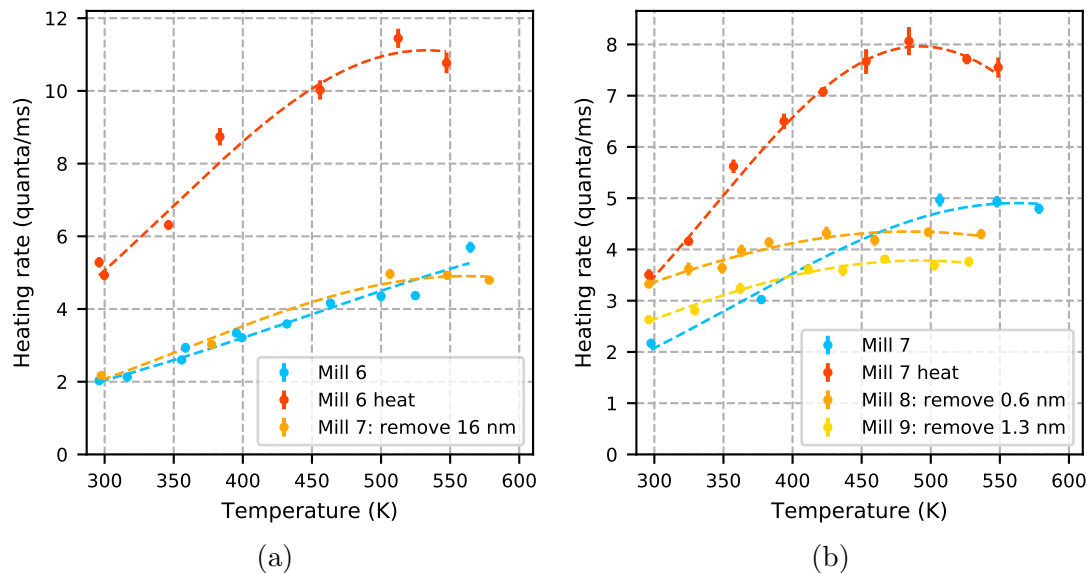 12
10
8
6
4
2
0
Heating rate (quanta/ms)
Mill 6
Mill 6 heat
Mill 7: remove 16 nm
300 350 400 450 500 550 600
Temperature (K)
(a)
8
7
6
5
4
3
2
1
0
Heating rate (quanta/ms)
Mill 7
Mill 7 heat
Mill 8: remove 0.6 nm
Mill 9: remove 1.3 nm
300 350 400 450 500 550 600
Temperature (K)
(b)